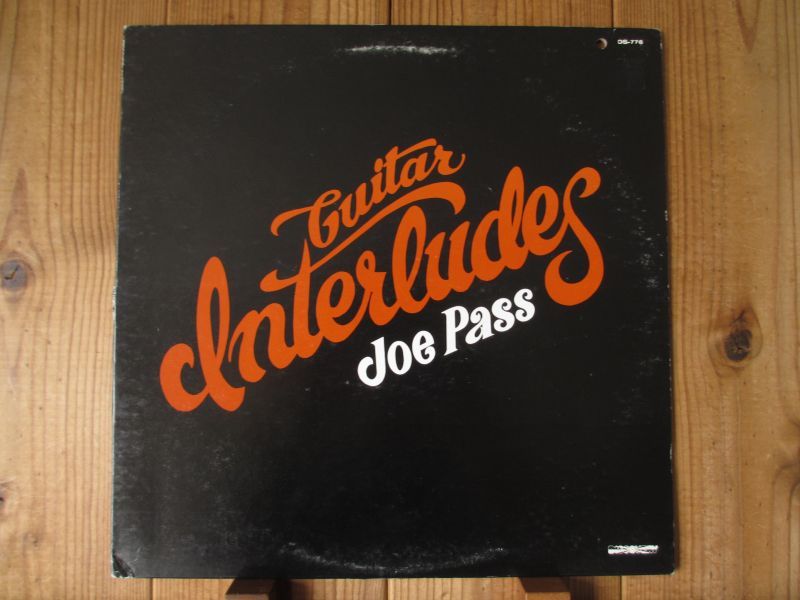 DS-776
Guitar
Interludes
Joe Pass